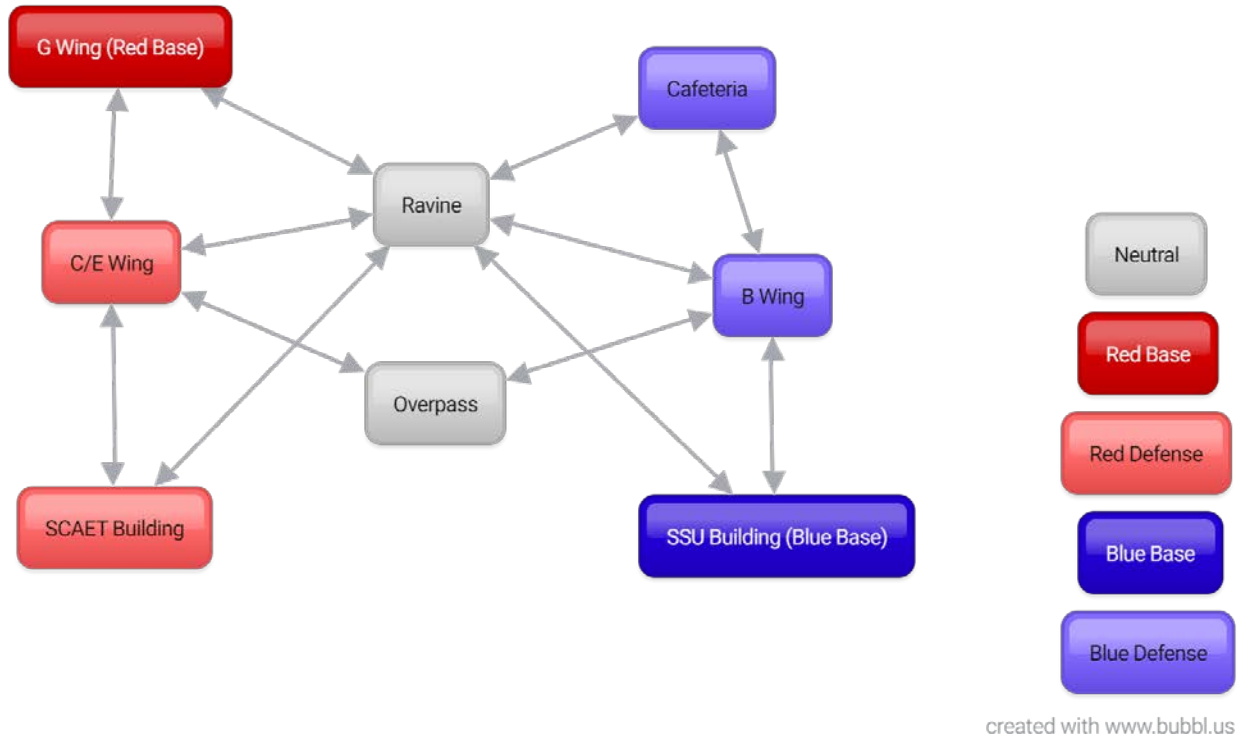 G Wing (Red Base)
Cafeteria
Ravine
C/E Wing
B Wing
Overpass
SCAET Building
SSU Building (Blue Base)
Neutral
Red Base
Red Defense
Blue Base
Blue Defense
created with www.bubbl.us